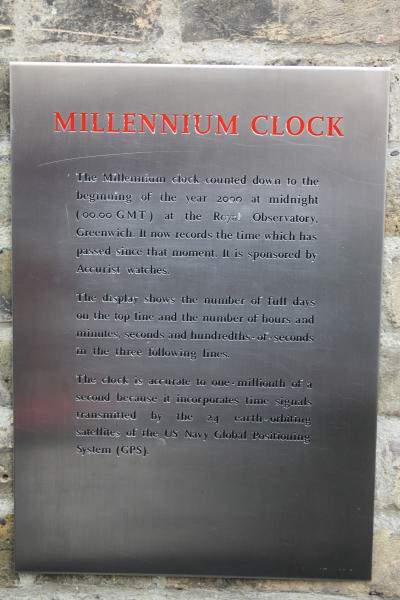 MILLENNIUM CLOCK
The Millennium clock counted down to the
beginning of the year 2000 at midnight
(00.00 GMT) at the Royal Observatory,
Greenwich. It now records the time which has
passed since that moment. It is sponsored by
Accurist watches.
The display shows the number of full days
on the top line and the number of hours and
minutes, seconds and hundredths-of-seconds
in the three following lines.
The clock is accurate to one-millionth of a
second because it incorporates time signals
transmitted by the 24 earth-orbiting
satellites of the US Navy Global Positioning
System (GPS).